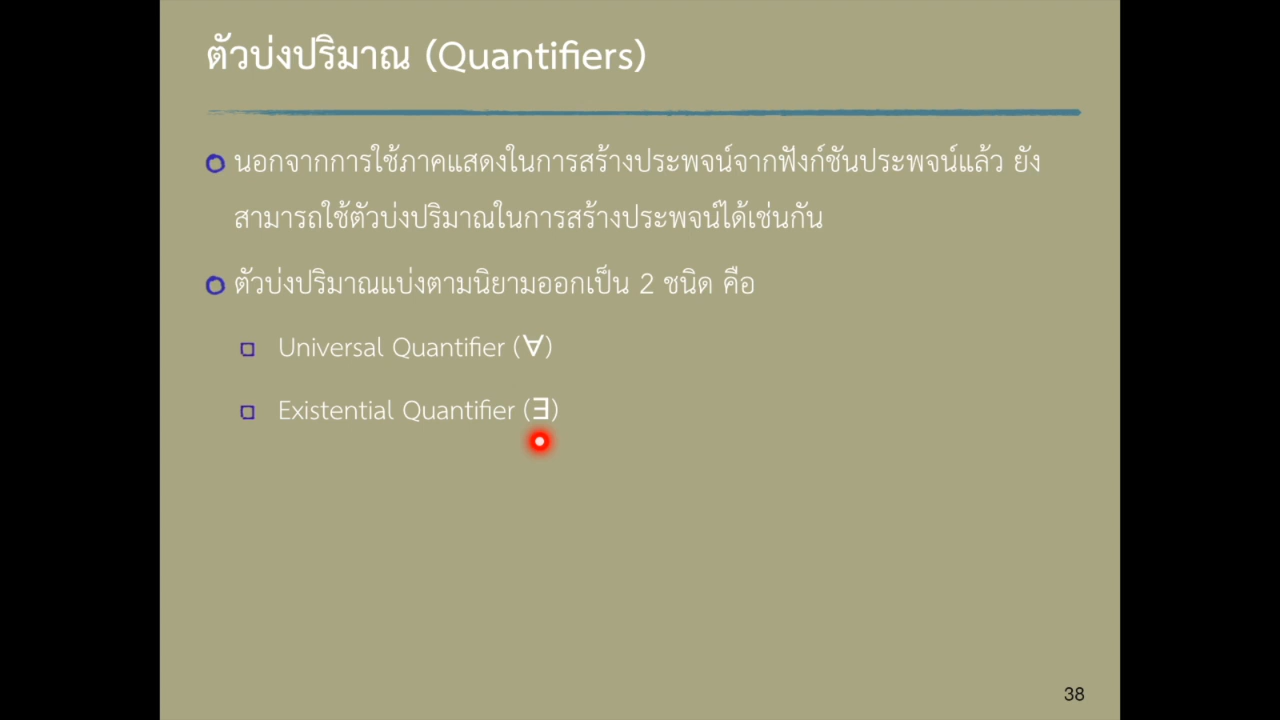 ตัวบ่งปริมาณ (Quantifiers)
นอกจากการใช้ภาคแสดงในการสร้างประพจน์จากฟังก์ชันประพจน์แล้ว ยัง
สามารถใช้ตัวบ่งปริมาณในการสร้างประพจน์ได้เช่นกัน
ตัวบ่งปริมาณแบ่งตามนิยามออกเป็น 2 ชนิด คือ
Universal Quantifier (∀)
Existential Quantifier (∃)
38